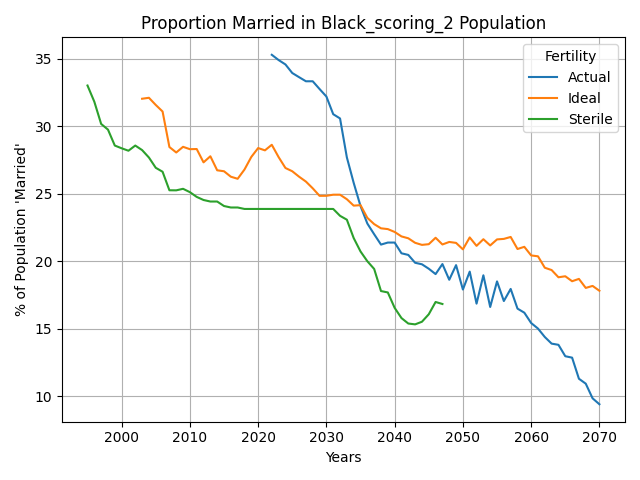 Proportion Married in Black_scoring_2 Population
% of Population 'Married'
35
30
25
20
15
10
Fertility
Actual
Ideal
Sterile
2000 2010 2020 2030 2040 2050 2060 2070
Years